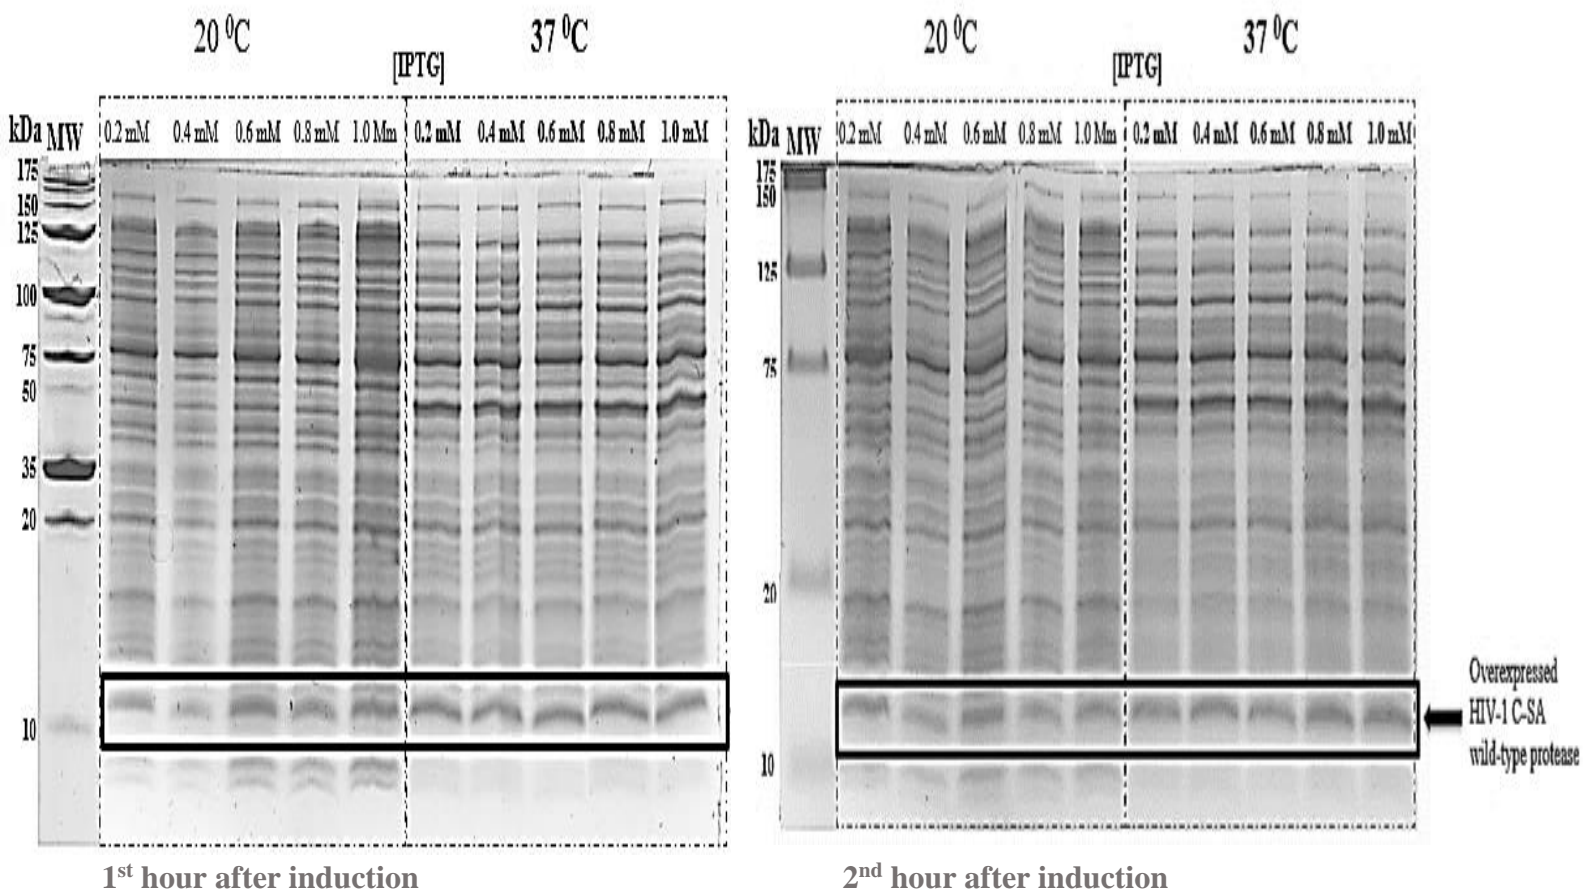 20 ⁰C
37 ⁰C
[IPTG]
kDa MW 0.2 mM 0.4 mM 0.6 mM 0.8 mM 1.0 Mm 0.2 mM 0.4 mM 0.6 mM 0.8 mM 1.0 mM
175
150
125
100
75
50
35
20
10
1st hour after induction
20 ⁰C
37 ⁰C
[IPTG]
kDa MW 0.2 mM 0.4 mM 0.6 mM 0.8 mM 1.0 Mm 0.2 mM 0.4 mM 0.6 mM 0.8 mM 1.0 mM
175
150
125
75
20
10
Overexpressed
HIV-1 C-SA
wild-type protease
2nd hour after induction